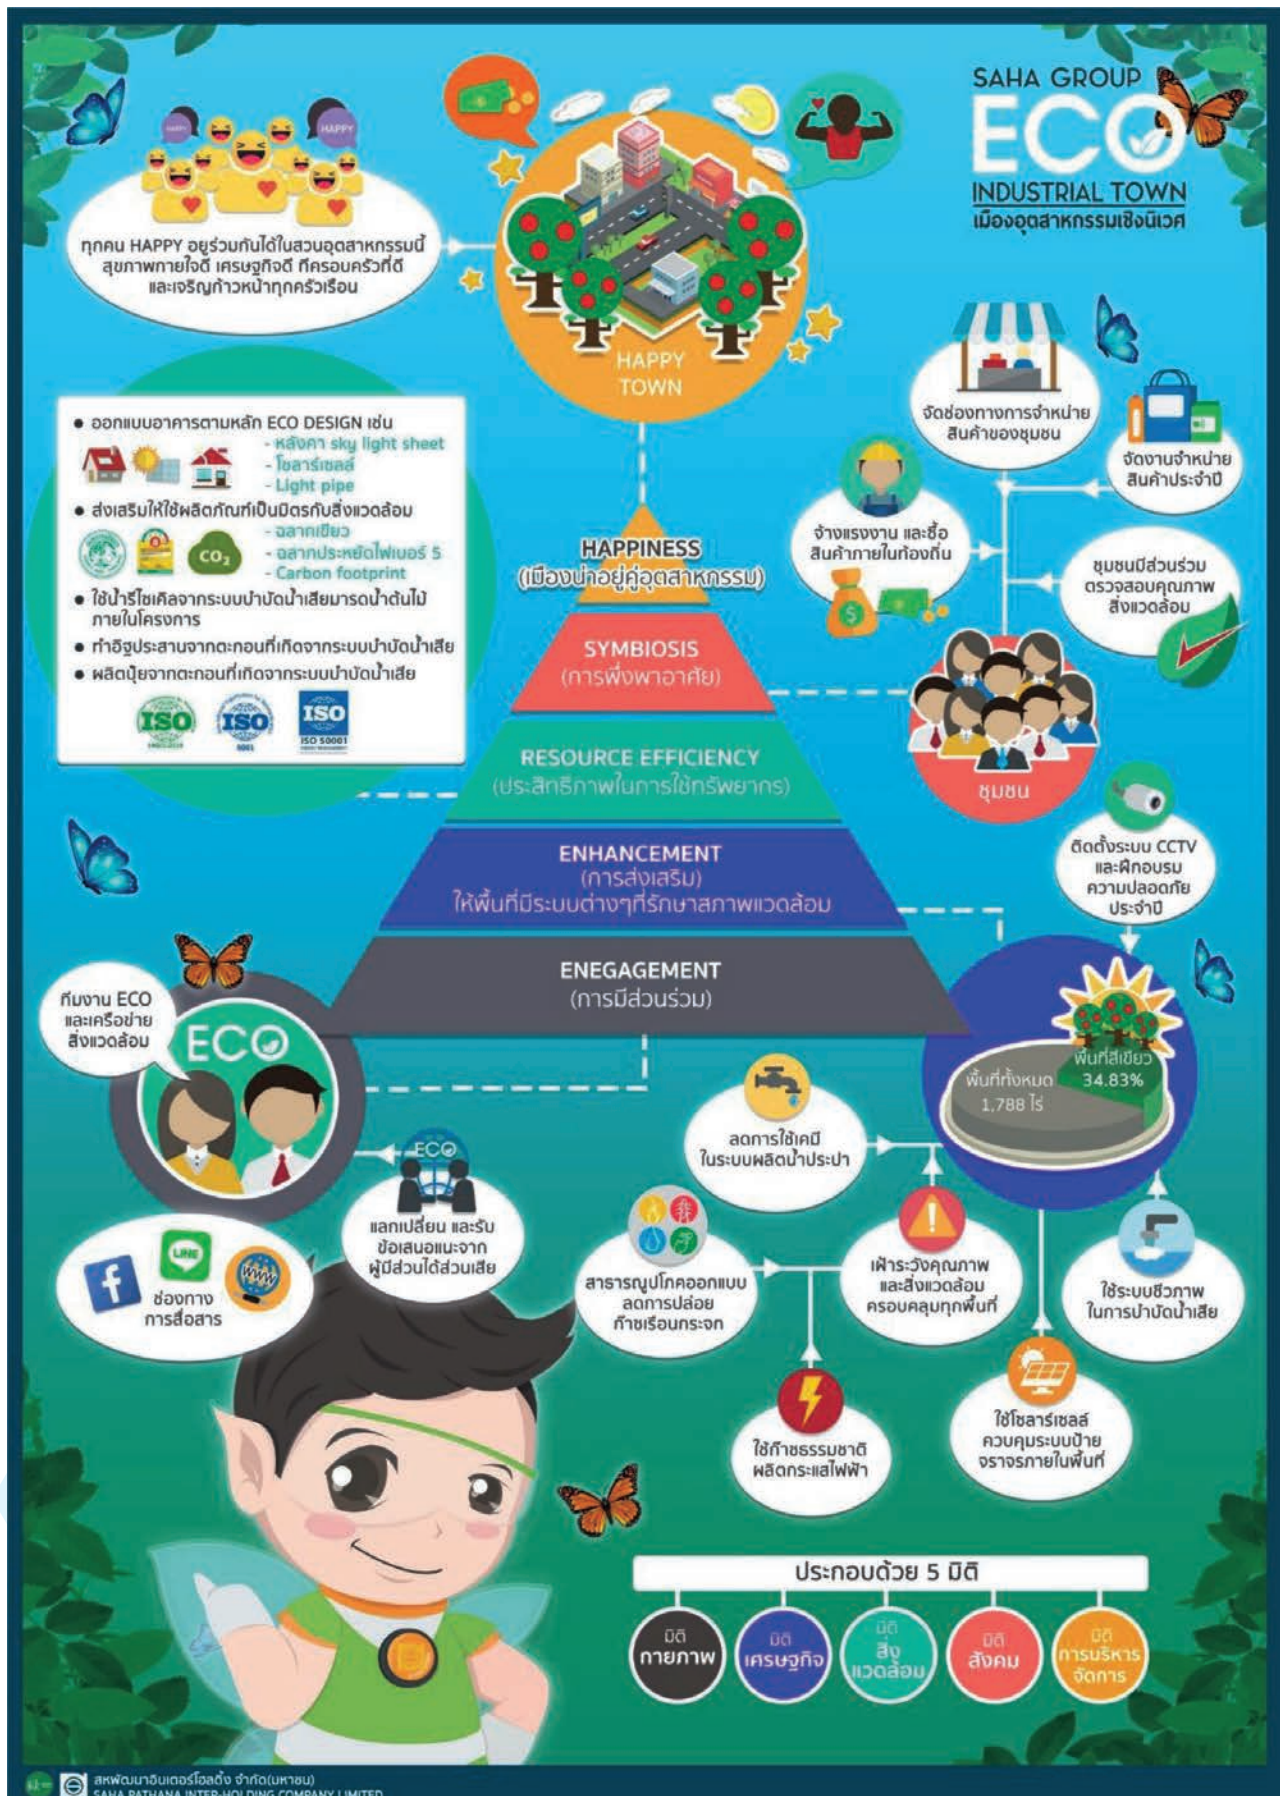 SAHA GROUP
ECO
INDUSTRIAL TOWN
เมืองอุตสาหกรรมเชิงนิเวศ
HAPPY
HAPPY
ทุกคน HAPPY อยู่ร่วมกันได้ในสวนอุตสาหกรรมนี้
สุขภาพกายใจดี เศรษฐกิจดี ที่ครอบครัวที่ดี
และเจริญก้าวหน้าทุกครัวเรือน
HAPPY
TOWN
• ออกแบบอาคารตามหลัก ECO DESIGN เช่น
- หลังคา sky light sheet
- โซลาร์เซลล์
- Light pipe
• ส่งเสริมให้ใช้ผลิตภัณฑ์เป็นมิตรกับสิ่งแวดล้อม
- ฉลากเขียว
- ฉลากประหยัดไฟเบอร์ 5
- Carbon footprint
CO₂
• ใช้น้ำรีไซเคิลจากระบบบำบัดน้ำเสียมารดน้ำต้นไม้
ภายในโครงการ
• ทำอิฐประสานจากตะกอนที่เกิดจากระบบบำบัดน้ำเสีย
• ผลิตปุ๋ยจากตะกอนที่เกิดจากระบบบำบัดน้ำเสีย
ISO
ISO
9001
ISO
ISO 50001
จัดช่องทางการจำหน่าย
สินค้าของชุมชน
จัดงานจำหน่าย
สินค้าประจำปี
จ้างแรงงาน และซื้อ
สินค้าภายในท้องถิ่น
ชุมชนมีส่วนร่วม
ตรวจสอบคุณภาพ
สิ่งแวดล้อม
ชุมชน
HAPPINESS
(เมืองน่าอยู่คู่อุตสาหกรรม)
SYMBIOSIS
(การพึ่งพาอาศัย)
RESOURCE EFFICIENCY
(ประสิทธิภาพในการใช้ทรัพยากร)
ENHANCEMENT
(การส่งเสริม)
ให้พื้นที่มีระบบต่างๆที่รักษาสภาพแวดล้อม
ENEGAGEMENT
(การมีส่วนร่วม)
ติดตั้งระบบ CCTV
และฝึกอบรม
ความปลอดภัย
ประจำปี
พื้นที่สีเขียว
34.83%
พื้นที่ทั้งหมด
1,788 ไร่
ทีมงาน ECO
และเครือข่าย
สิ่งแวดล้อม
ECO
ECO
แลกเปลี่ยน และรับ
ข้อเสนอแนะจาก
ผู้มีส่วนได้ส่วนเสีย
f
LINE
www
ช่องทาง
การสื่อสาร
ลดการใช้เคมี
ในระบบผลิตน้ำประปา
สาธารณูปโภคออกแบบ
ลดการปล่อย
ก๊าซเรือนกระจก
เฝ้าระวังคุณภาพ
และสิ่งแวดล้อม
ครอบคลุมทุกพื้นที่
ใช้ระบบชีวภาพ
ในการบำบัดน้ำเสีย
ใช้ก๊าซธรรมชาติ
ผลิตกระแสไฟฟ้า
ใช้โซลาร์เซลล์
ควบคุมระบบป้าย
จราจรภายในพื้นที่
ประกอบด้วย 5 มิติ
มิติ
กายภาพ
มิติ
เศรษฐกิจ
มิติ
สิ่ง
แวดล้อม
มิติ
สังคม
มิติ
การบริหาร
จัดการ
สหพัฒนาอินเตอร์โฮลดิ้ง จำกัด(มหาชน)
SAHA PATHANA INTER-HOLDING COMPANY LIMITED